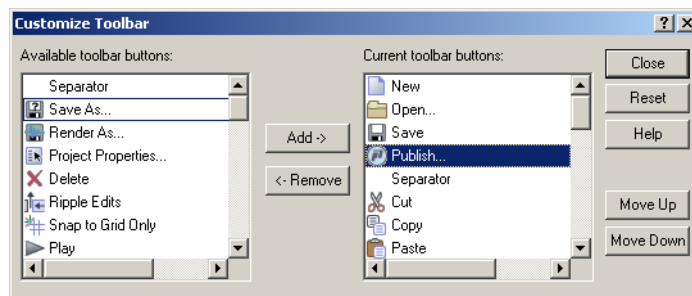 Customize Toolbar
Available toolbar buttons:
Separator
Save As...
Render As...
Project Properties...
Delete
Ripple Edits
Snap to Grid Only
Play
Add ->
<- Remove
Current toolbar buttons:
New
Open...
Save
Publish...
Separator
Cut
Copy
Paste
Close
Reset
Help
Move Up
Move Down